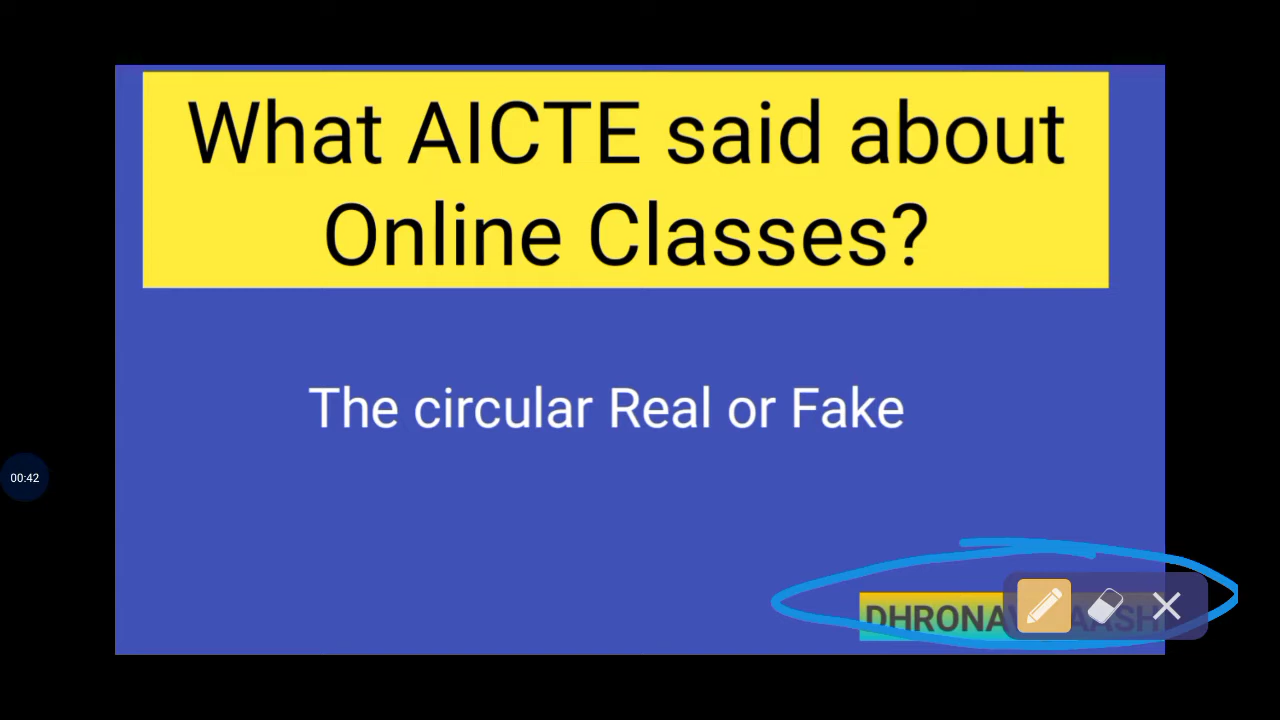 What AICTE said about
Online Classes?
The circular Real or Fake
00:42